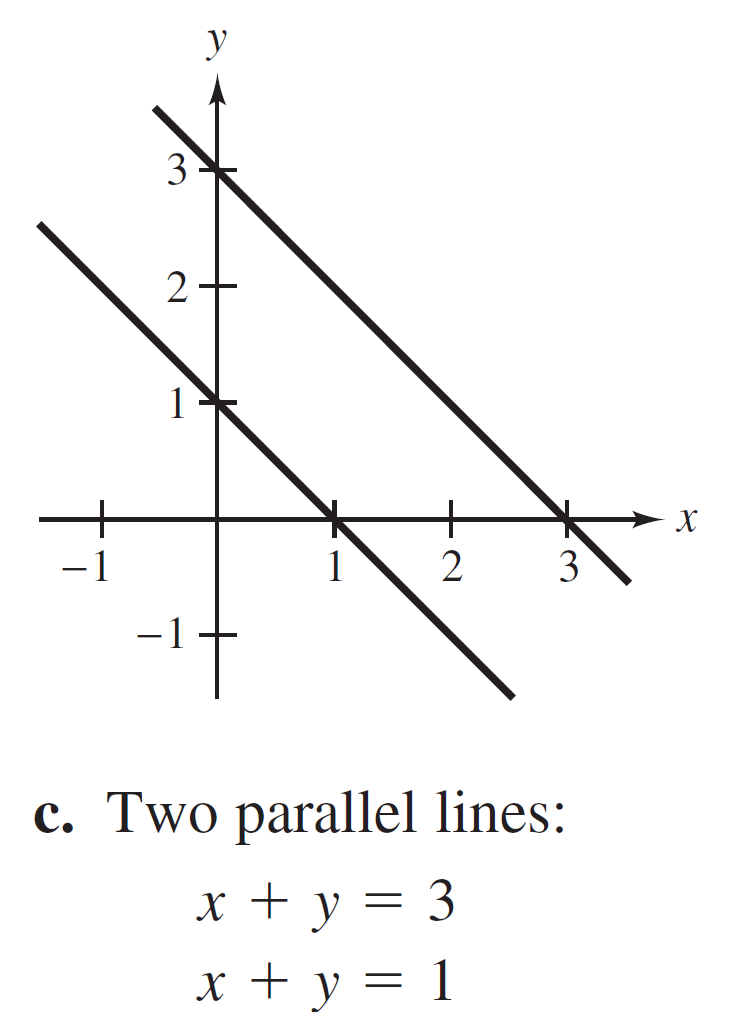 y
3
2
1
x
−1 1 2 3
−1
c. Two parallel lines:
x + y = 3
x + y = 1